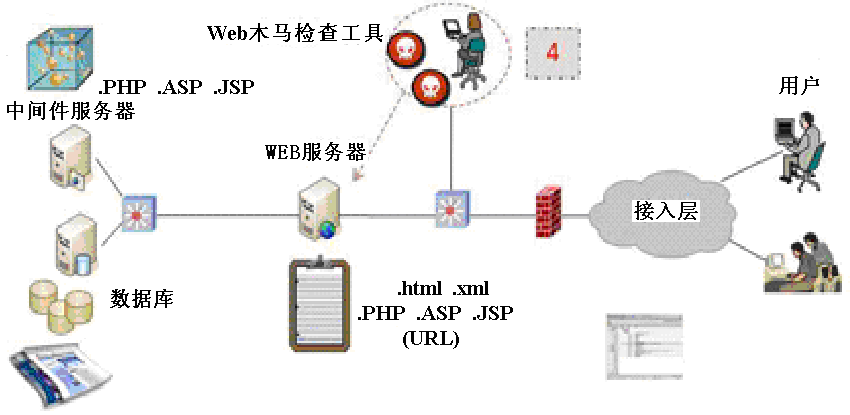 Web木马检查工具
4
.PHP .ASP .JSP
用户
中间件服务器
WEB服务器
接入层
数据库
.html .xml
.PHP .ASP .JSP
(URL)